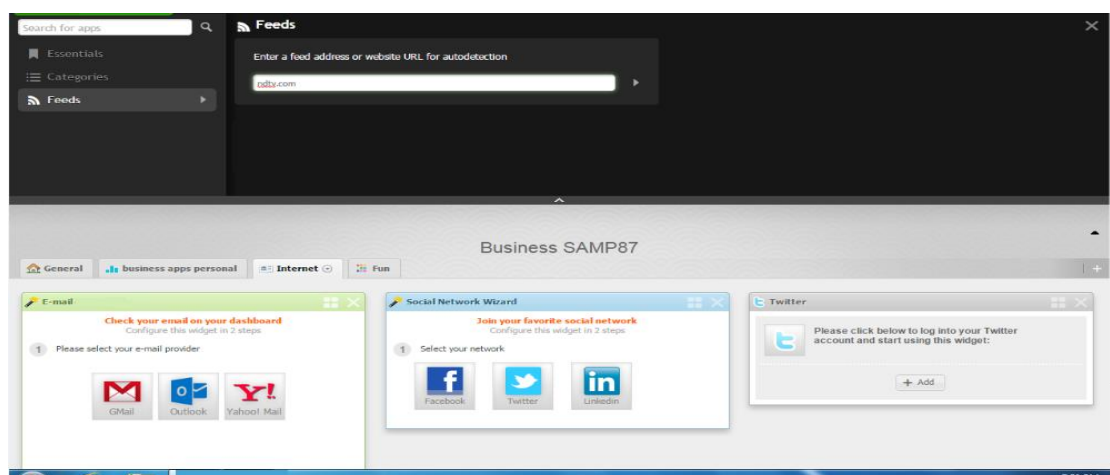 Search for apps
Feeds
Essentials
Categories
Feeds
Enter a feed address or website URL for autodetection
ndtv.com
Business SAMP87
General
business apps personal
Internet
Fun
E-mail
Check your email on your dashboard
Configure this widget in 2 steps
1 Please select your e-mail provider
GMail
Outlook
Yahoo! Mail
Social Network Wizard
Join your favorite social network
Configure this widget in 2 steps
1 Select your network
Facebook
Twitter
Linkedin
Twitter
Please click below to log into your Twitter
account and start using this widget:
+ Add